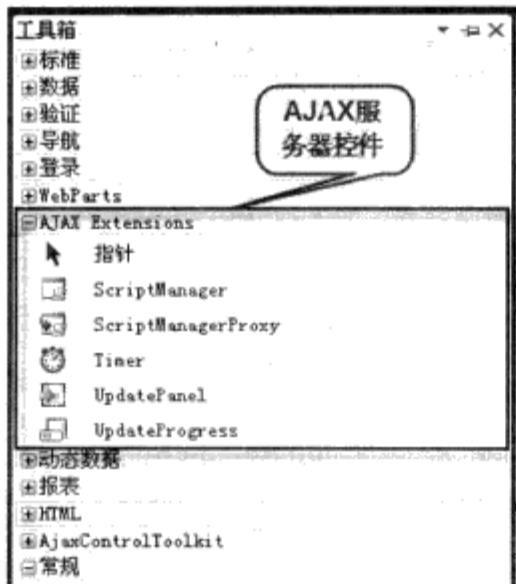 工具箱
标准
数据
验证
导航
登录
WebParts
AJAX服
务器控件
AJAX Extensions
指针
ScriptManager
ScriptManagerProxy
Timer
UpdatePanel
UpdateProgress
动态数据
报表
HTML
AjaxControlToolkit
常规